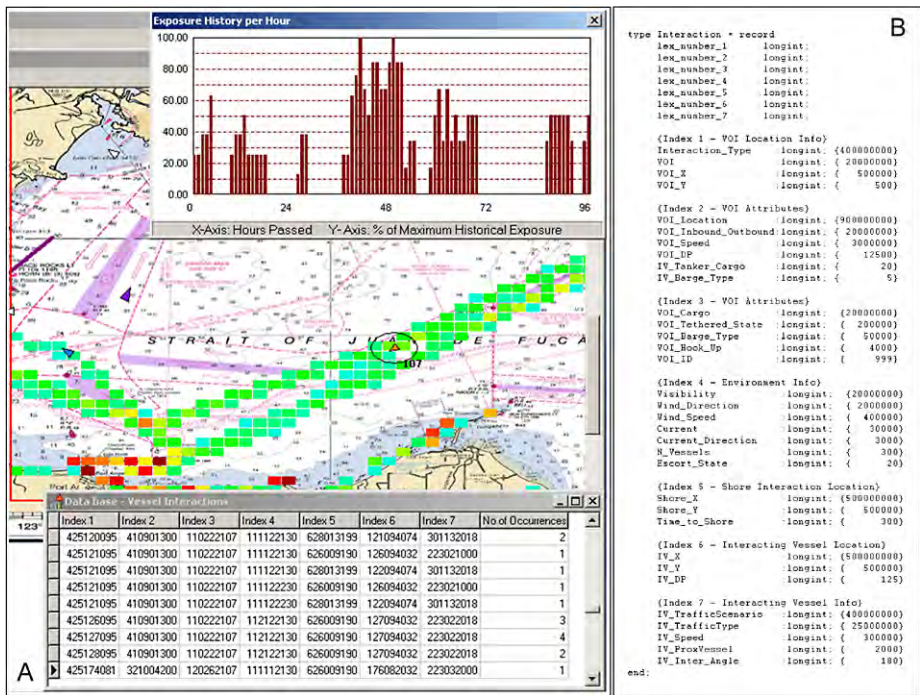 Exposure History per Hour
100.00
80.00
60.00
40.00
20.00
0.00
0 24 48 72 96
X-Axis: Hours Passed Y-Axis: % of Maximum Historical Exposure
STRAIT OF JUAN DE FUCA
107
123°
Data Base - Vessel Interactions
Index 1 Index 2 Index 3 Index 4 Index 5 Index 6 Index 7 No of Occurrences
425120095 410901300 110222107 111122130 628013199 121094074 301132018 2
425121095 410901300 110222107 111122130 626009190 126094032 223021000 1
425121095 410901300 110222107 111122130 628013199 122094074 301132018 1
425121095 410901300 110222107 111122230 626009190 126094032 223021000 1
425121095 410901300 110222107 111122230 628013199 122094074 301132018 1
425126095 410901300 110222107 112122130 626009190 127094032 223022018 3
425127095 410901300 110222107 112122130 626009190 127094032 223022018 4
425128095 410901300 110222107 112122130 626009190 127094032 223022018 2
425174081 321004200 120262107 111112130 626009190 176082032 223032000 1
A
B
type Interaction = record
lex_number_1 longint;
lex_number_2 longint;
lex_number_3 longint;
lex_number_4 longint;
lex_number_5 longint;
lex_number_6 longint;
lex_number_7 longint;
{Index 1 - VOI Location Info}
Interaction_Type :longint; {400000000}
VOI :longint; { 20000000}
VOI_X :longint; { 500000}
VOI_Y :longint; { 500}
{Index 2 - VOI Attributes}
VOI_Location :longint; {900000000}
VOI_Inbound_Outbound:longint; { 20000000}
VOI_Speed :longint; { 3000000}
VOI_DP :longint; { 12500}
IV_Tanker_Cargo :longint; { 20}
IV_Barge_Type :longint; { 5}
{Index 3 - VOI Attributes}
VOI_Cargo :longint; {20000000}
VOI_Tethered_State :longint; { 200000}
VOI_Barge_Type :longint; { 50000}
VOI_Hook_Up :longint; { 4000}
VOI_ID :longint; { 999}
{Index 4 - Environment Info}
Visibility :longint; {20000000}
Wind_Direction :longint; { 2000000}
Wind_Speed :longint; { 400000}
Current :longint; { 30000}
Current_Direction :longint; { 3000}
N_Vessels :longint; { 300}
Escort_State :longint; { 20}
{Index 5 - Shore Interaction Location}
Shore_X :longint; {500000000}
Shore_Y :longint; { 500000}
Time_to_Shore :longint; { 300}
{Index 6 - Interacting Vessel Location}
IV_X :longint; {500000000}
IV_Y :longint; { 500000}
IV_DP :longint; { 125}
{Index 7 - Interacting Vessel Info}
IV_TrafficScenario :longint; {400000000}
IV_TrafficType :longint; { 25000000}
IV_Speed :longint; { 300000}
IV_ProxVessel :longint; { 2000}
IV_Inter_Angle :longint; { 180}
end;